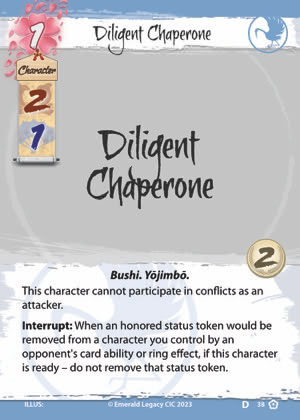 1
Diligent Chaperone
Character
2
1
Diligent
Chaperone
2
Bushi. Yōjimbō.
This character cannot participate in conflicts as an
attacker.
Interrupt: When an honored status token would be
removed from a character you control by an
opponent's card ability or ring effect, if this character
is ready – do not remove that status token.
ILLUS: © Emerald Legacy CIC 2023 D 38